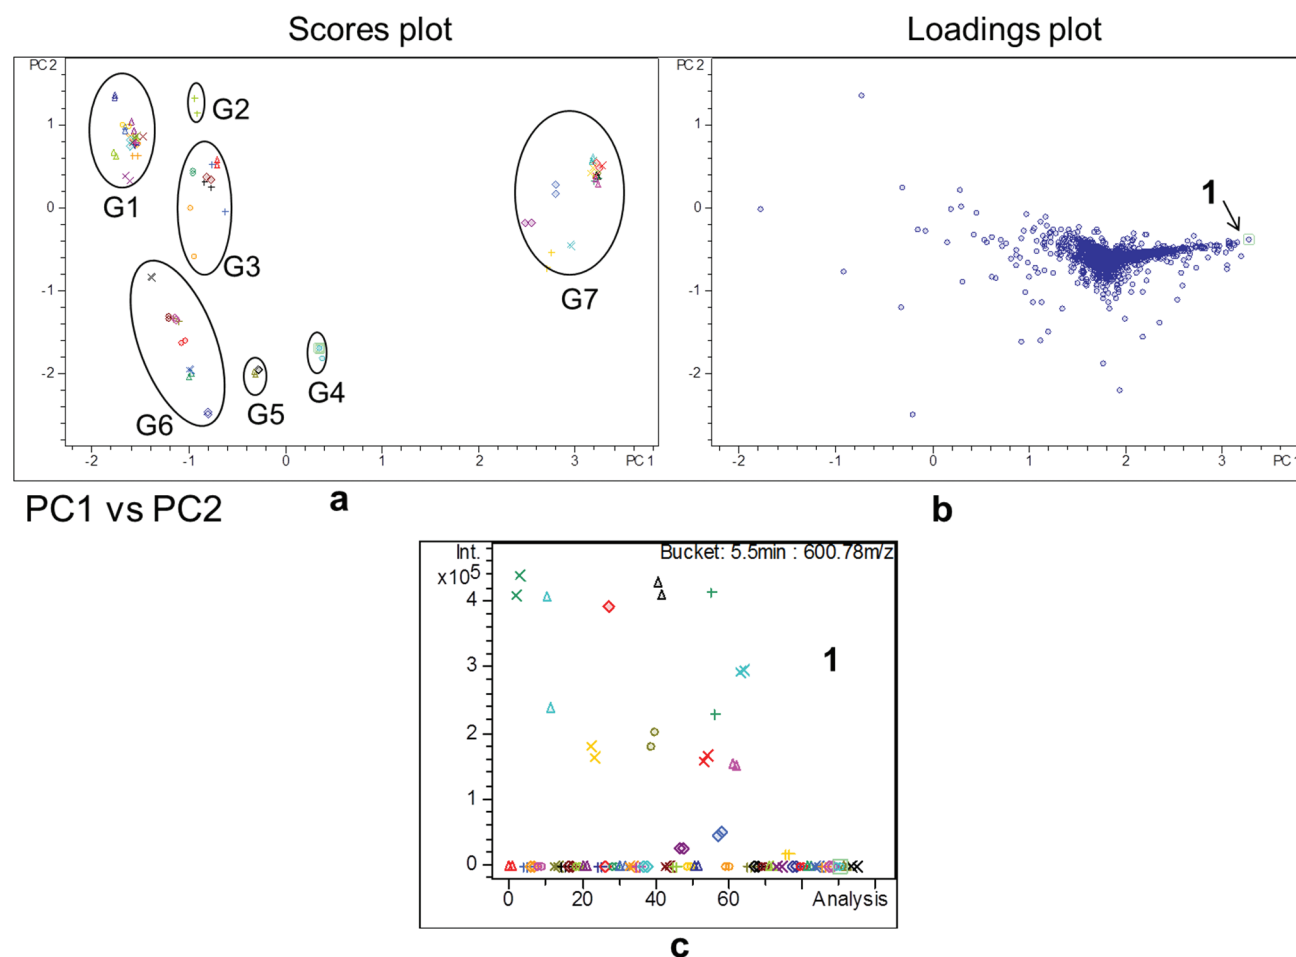 Scores plot
Loadings plot
PC 2
1
0
-1
-2
G1
G2
G3
G4
G5
G6
G7
-2 -1 0 1 2 3 PC 1
PC 2
1
0
-1
-2
1
-2 -1 0 1 2 3 PC
PC1 vs PC2
a
b
Int.
x10⁵
Bucket: 5.5min : 600.78m/z
4
3
2
1
0
1
0 20 40 60 Analysis
c